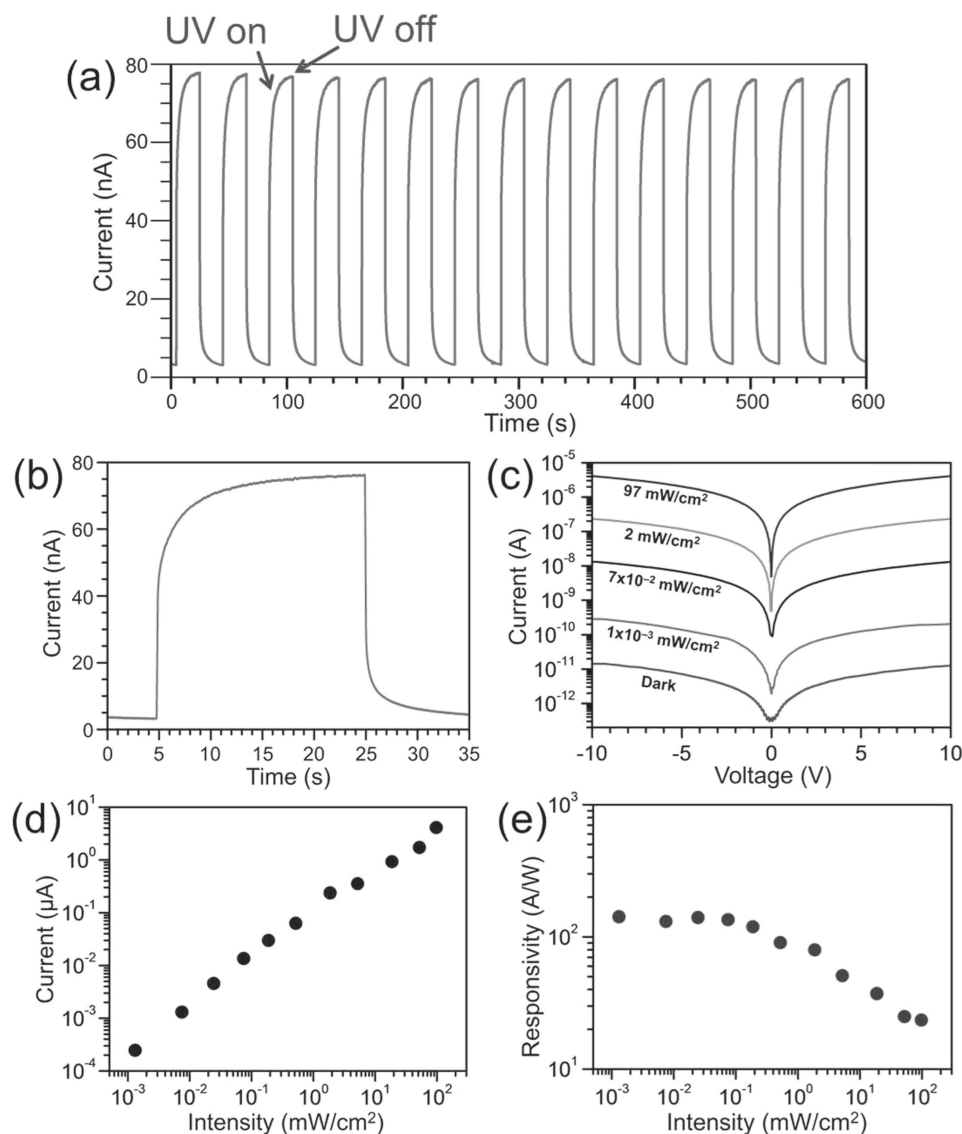 UV on UV off
(a)
80
60
40
20
0
Current (nA)
0 100 200 300 400 500 600
Time (s)
(b)
80
60
40
20
0
Current (nA)
0 5 10 15 20 25 30 35
Time (s)
(c)
10⁻⁵
10⁻⁶
10⁻⁷
10⁻⁸
10⁻⁹
10⁻¹⁰
10⁻¹¹
10⁻¹²
Current (A)
97 mW/cm²
2 mW/cm²
7x10⁻² mW/cm²
1x10⁻³ mW/cm²
Dark
-10 -5 0 5 10
Voltage (V)
(d)
10¹
10⁰
10⁻¹
10⁻²
10⁻³
10⁻⁴
Current (μA)
10⁻³ 10⁻² 10⁻¹ 10⁰ 10¹ 10²
Intensity (mW/cm²)
(e)
10³
10²
10¹
Responsivity (A/W)
10⁻³ 10⁻² 10⁻¹ 10⁰ 10¹ 10²
Intensity (mW/cm²)